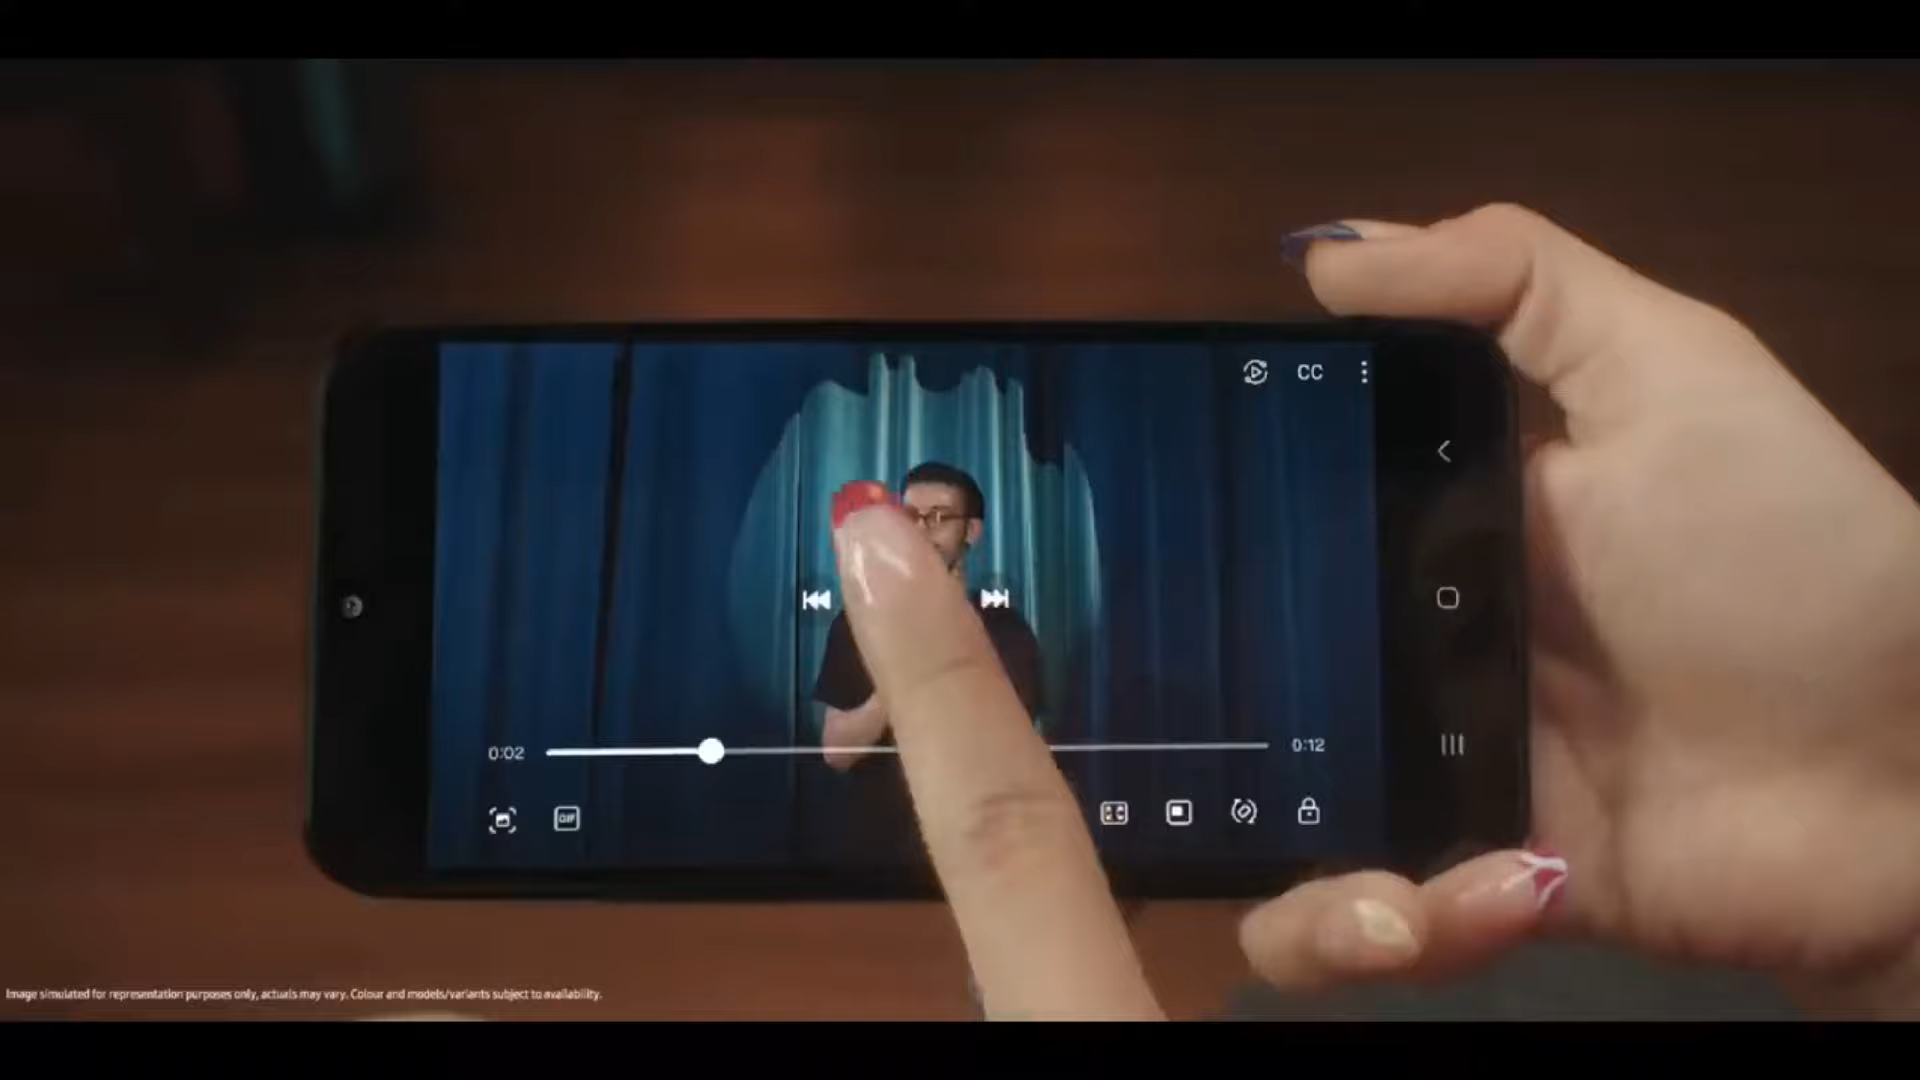 CC
0:02
0:12
GIF
Image simulated for representation purposes only, actuals may vary. Colour and models/variants subject to availability.